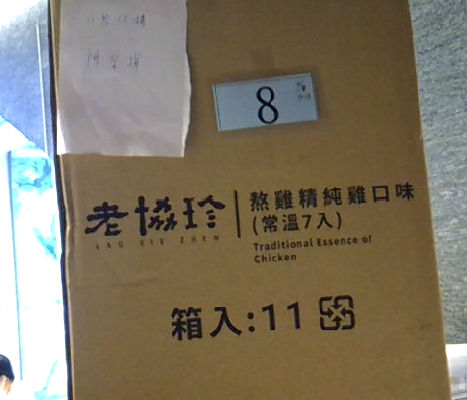 8
老協珍
LAO XIE ZHEN
熬雞精純雞口味
(常溫7入)
Traditional Essence of
Chicken
箱入:11